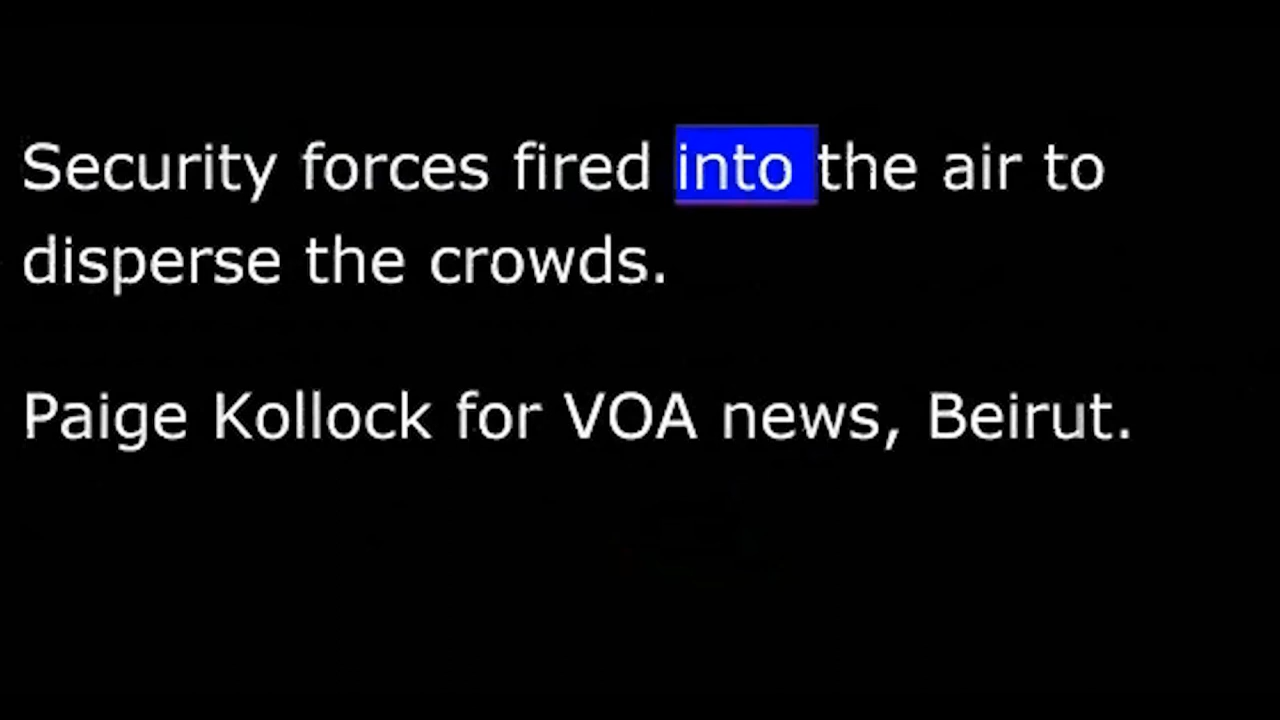 Security forces fired into the air to
disperse the crowds.
Paige Kollock for VOA news, Beirut.